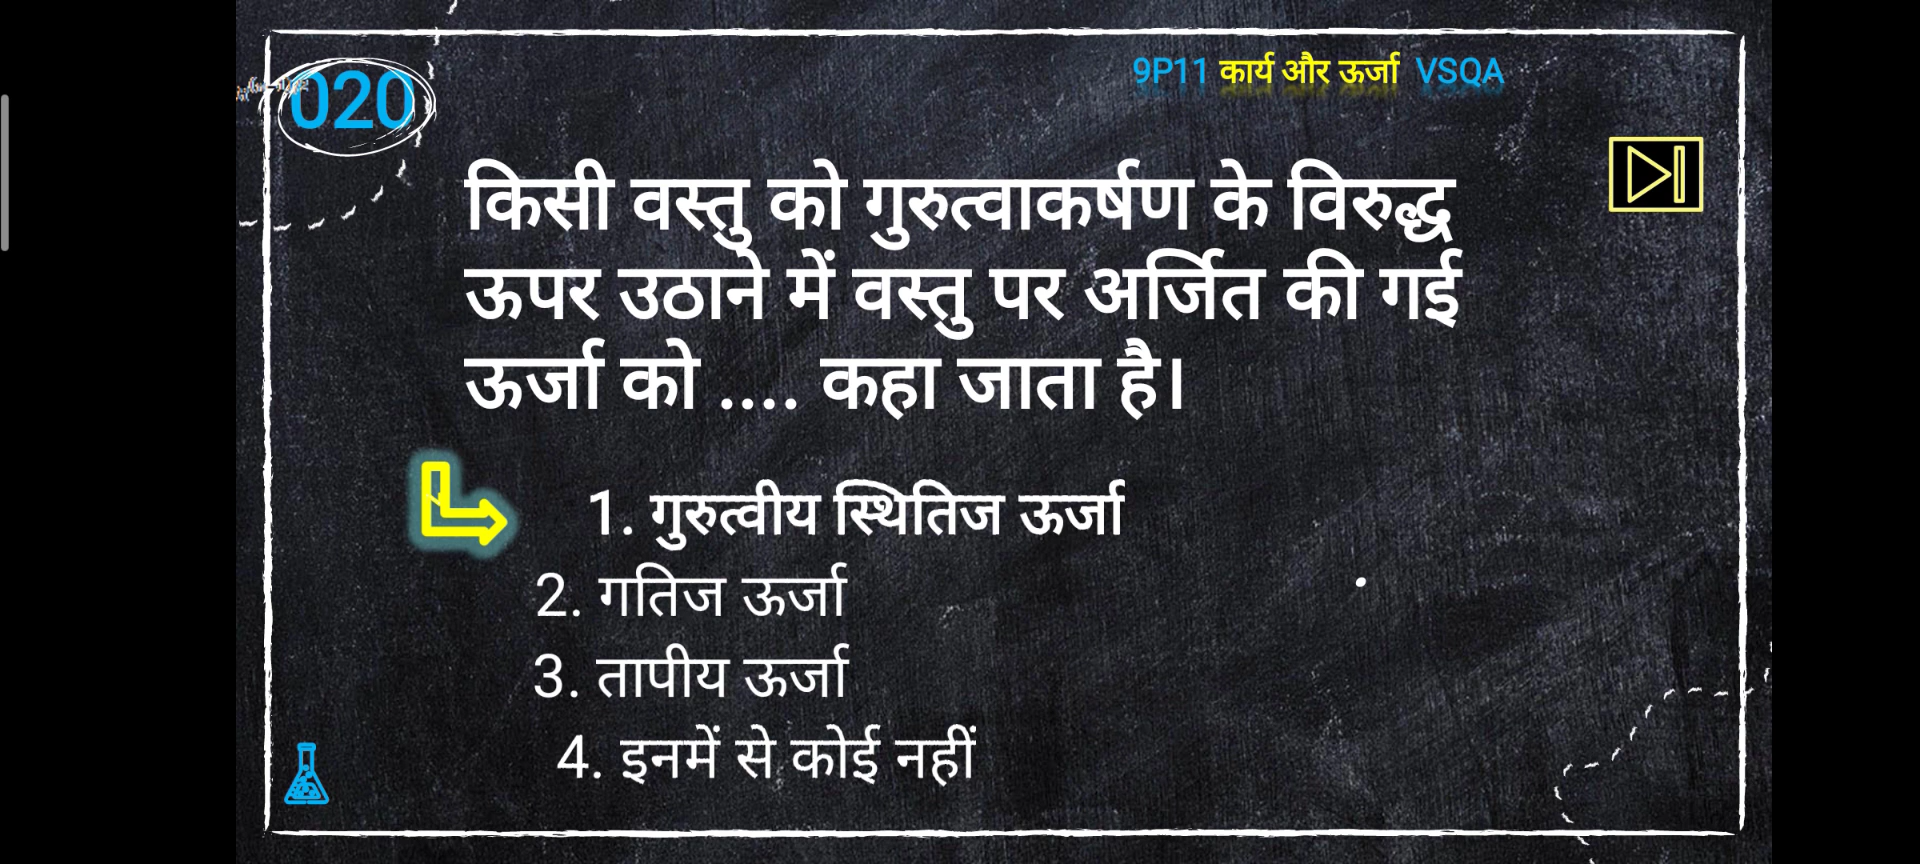 020
9P11 कार्य और ऊर्जा VSQA
किसी वस्तु को गुरुत्वाकर्षण के विरुद्ध
ऊपर उठाने में वस्तु पर अर्जित की गई
ऊर्जा को .... कहा जाता है।
1. गुरुत्वीय स्थितिज ऊर्जा
2. गतिज ऊर्जा
3. तापीय ऊर्जा
4. इनमें से कोई नहीं